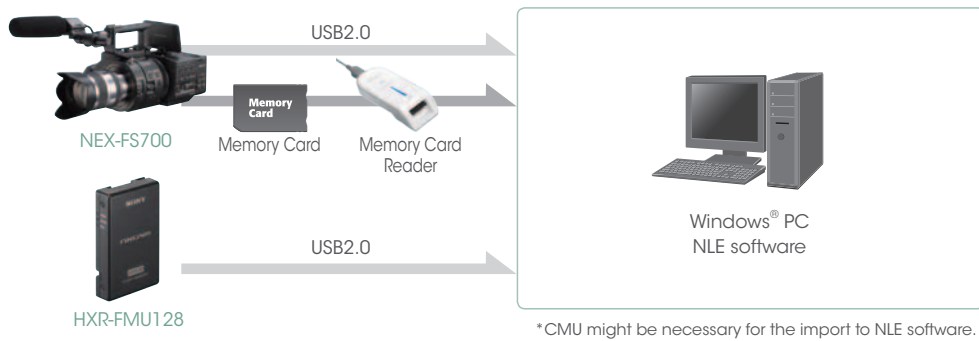 USB2.0
Memory
Card
NEX-FS700
Memory Card
Memory Card
Reader
Windows® PC
NLE software
SONY
USB2.0
HXR-FMU128
*CMU might be necessary for the import to NLE software.